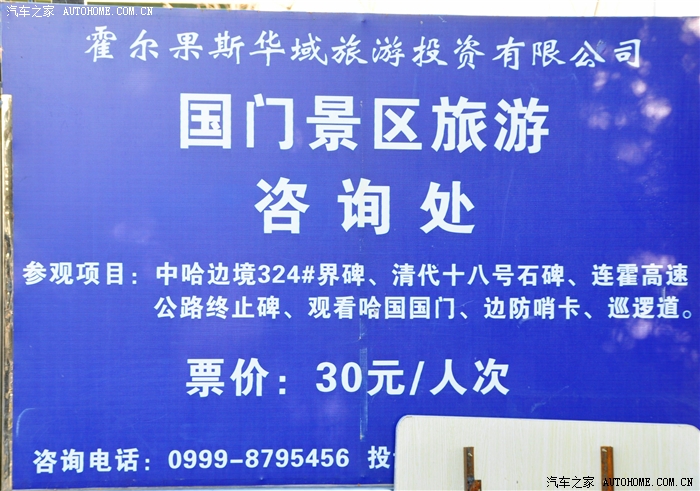 汽车之家 AUTOHOME.COM.CN
霍尔果斯华域旅游投资有限公司
国门景区旅游
咨询处
参观项目：中哈边境324#界碑、清代十八号石碑、连霍高速
公路终止碑、观看哈国国门、边防哨卡、巡逻道。
票价：30元/人次
咨询电话：0999-8795456 投
汽车之家 AUTOHOME.COM.CN